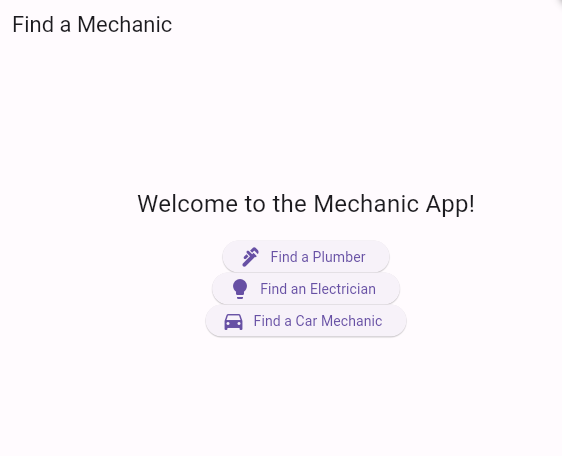 Find a Mechanic
Welcome to the Mechanic App!
Find a Plumber
Find an Electrician
Find a Car Mechanic